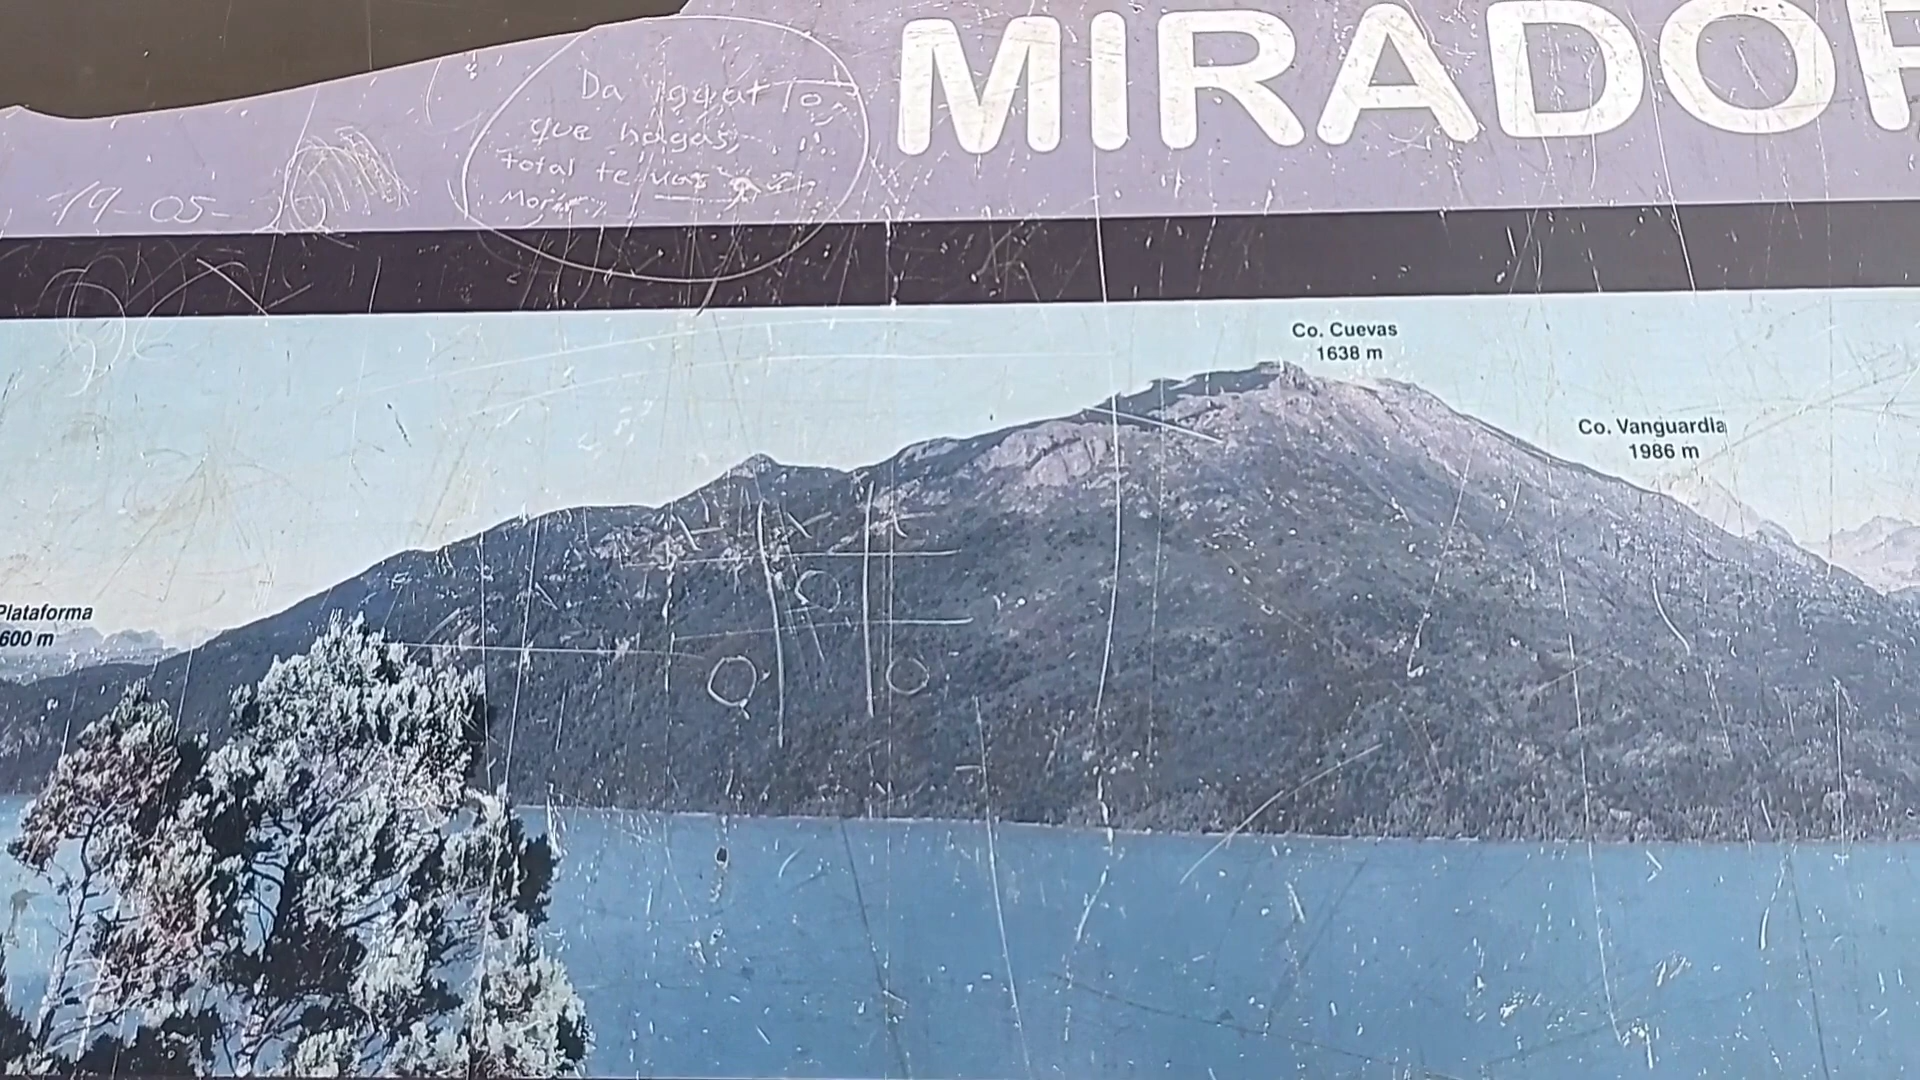 MIRADOR
Da igual To
que hagas,
total te vas a
Morir
19-05-
Co. Cuevas
1638 m
Co. Vanguardia
1986 m
Plataforma
600 m